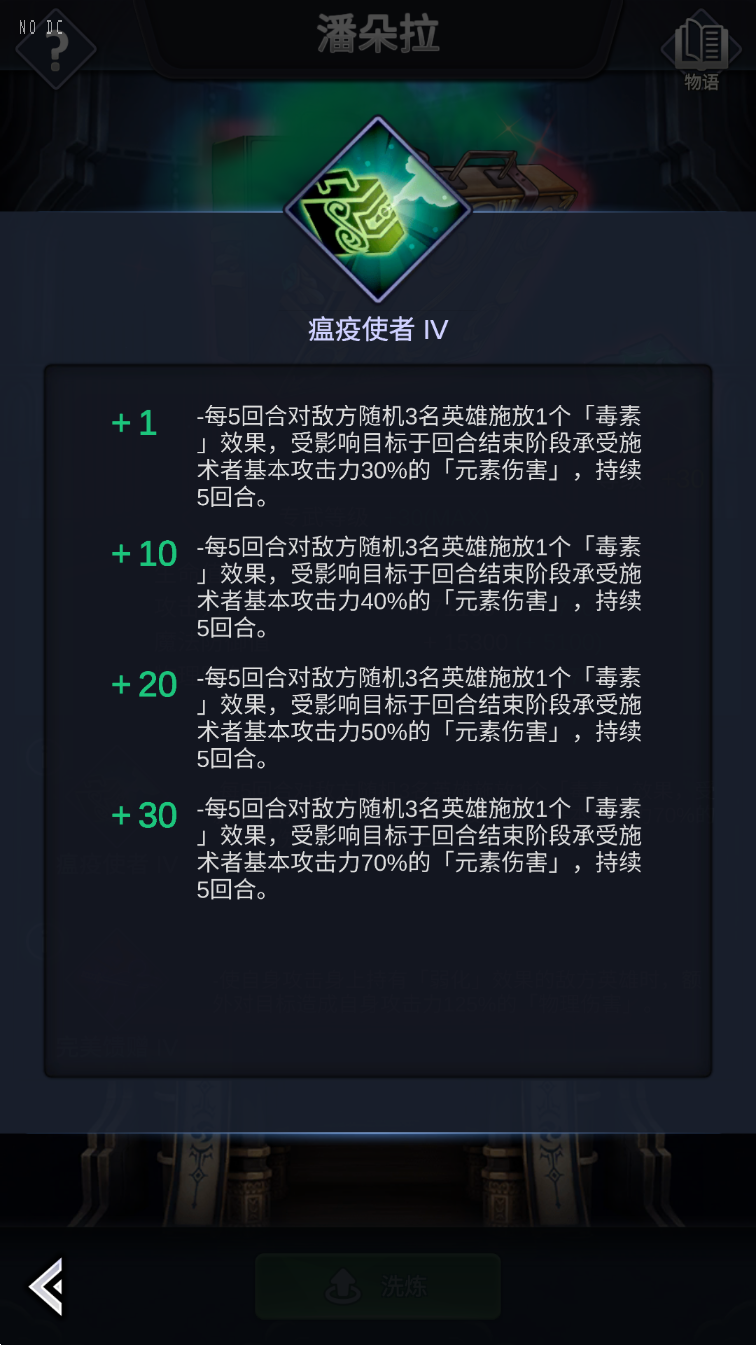 NO DC
潘朵拉
物语
瘟疫使者 IV
+1
-每5回合对敌方随机3名英雄施放1个「毒素
」效果，受影响目标于回合结束阶段承受施
术者基本攻击力30%的「元素伤害」，持续
5回合。
+10
-每5回合对敌方随机3名英雄施放1个「毒素
」效果，受影响目标于回合结束阶段承受施
术者基本攻击力40%的「元素伤害」，持续
5回合。
+20
-每5回合对敌方随机3名英雄施放1个「毒素
」效果，受影响目标于回合结束阶段承受施
术者基本攻击力50%的「元素伤害」，持续
5回合。
+30
-每5回合对敌方随机3名英雄施放1个「毒素
」效果，受影响目标于回合结束阶段承受施
术者基本攻击力70%的「元素伤害」，持续
5回合。
洗炼